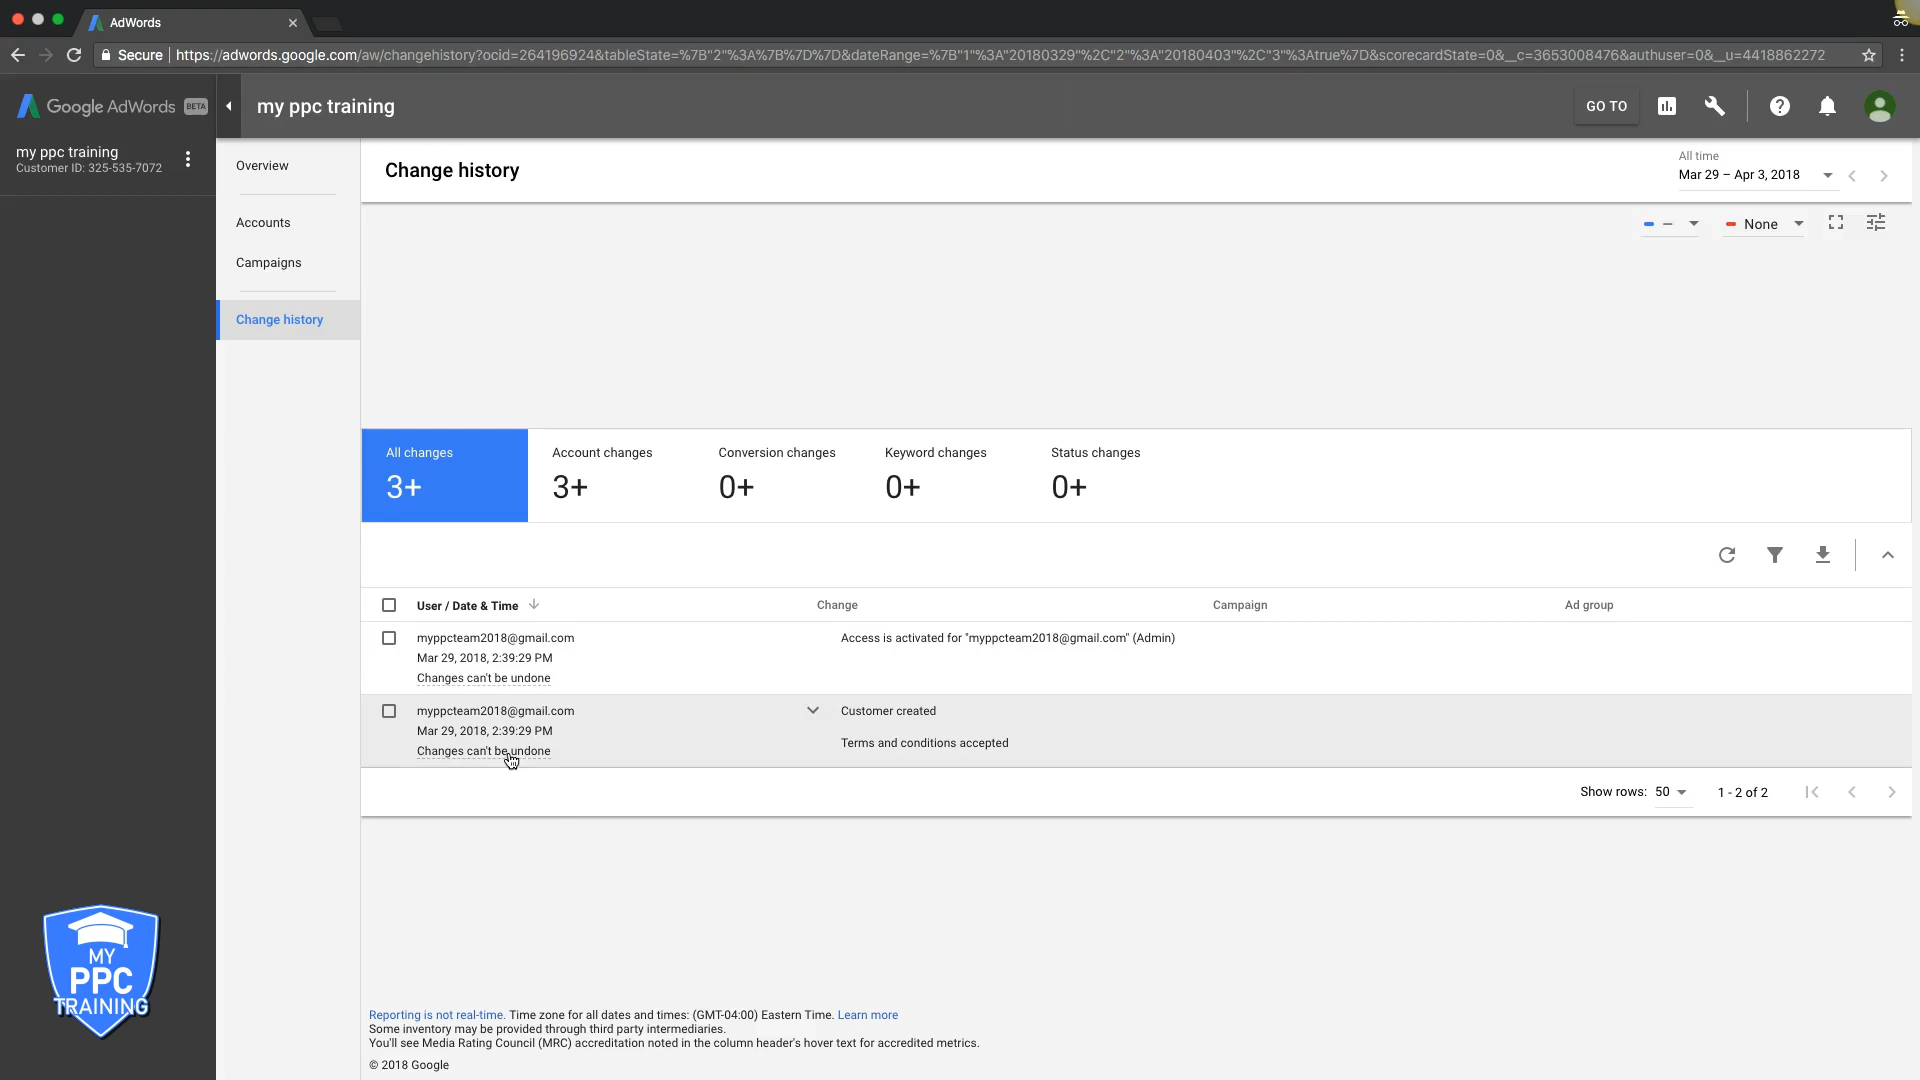 AdWords
Secure | https://adwords.google.com/aw/changehistory?ocid=264196924&tableState=%7B"2"%3A%7B%7D%7D&dateRange=%7B"1"%3A"20180329"%2C"2"%3A"20180403"%2C"3"%3Atrue%7D&scorecardState=0&__c=3653008476&authuser=0&__u=4418862272
Google AdWords BETA
my ppc training
GO TO
my ppc training
Customer ID: 325-535-7072
Overview
Accounts
Campaigns
Change history
Change history
All time
Mar 29 – Apr 3, 2018
–
None
All changes
3+
Account changes
3+
Conversion changes
0+
Keyword changes
0+
Status changes
0+
User / Date & Time
Change
Campaign
Ad group
myppcteam2018@gmail.com
Mar 29, 2018, 2:39:29 PM
Changes can't be undone
Access is activated for "myppcteam2018@gmail.com" (Admin)
myppcteam2018@gmail.com
Mar 29, 2018, 2:39:29 PM
Changes can't be undone
Customer created
Terms and conditions accepted
Show rows: 50
1 - 2 of 2
MY
PPC
TRAINING
Reporting is not real-time. Time zone for all dates and times: (GMT-04:00) Eastern Time. Learn more
Some inventory may be provided through third party intermediaries.
You'll see Media Rating Council (MRC) accreditation noted in the column header's hover text for accredited metrics.
© 2018 Google